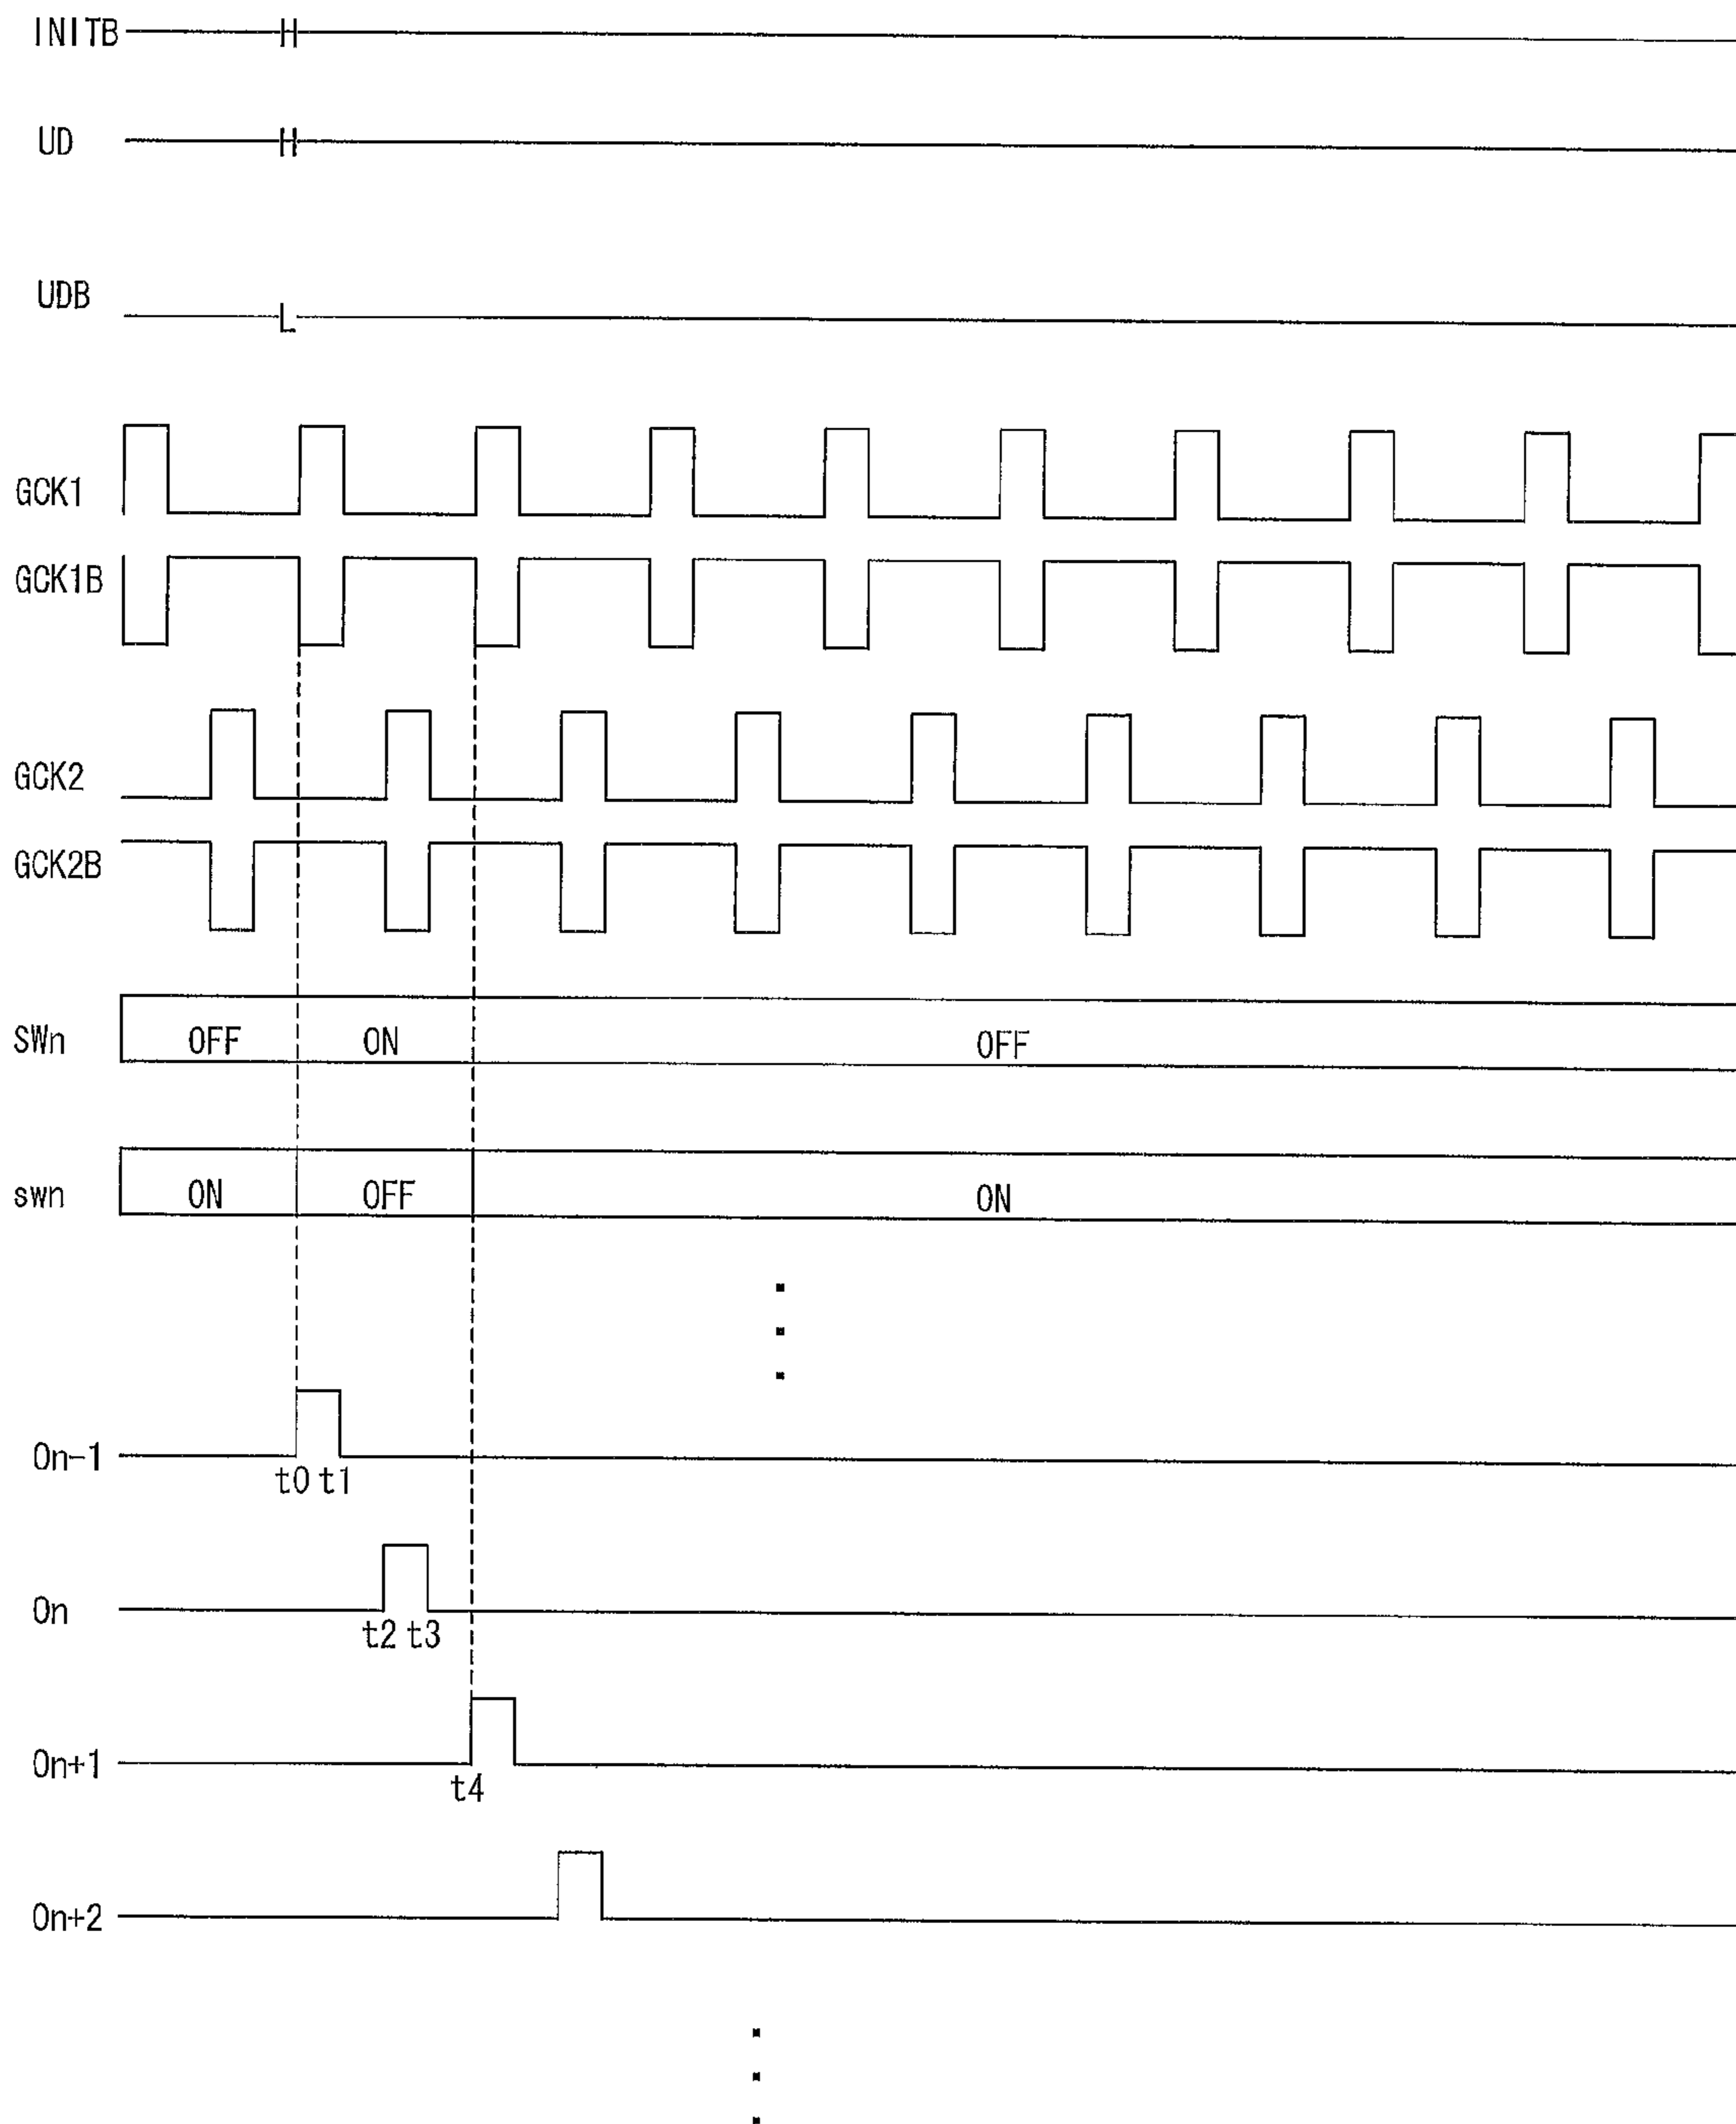 INITB H
UD H
UDB L
GCK1
GCK1B
GCK2
GCK2B
SWn OFF ON OFF
swn ON OFF ON
On-1
t0 t1
On
t2 t3
On+1
t4
On+2